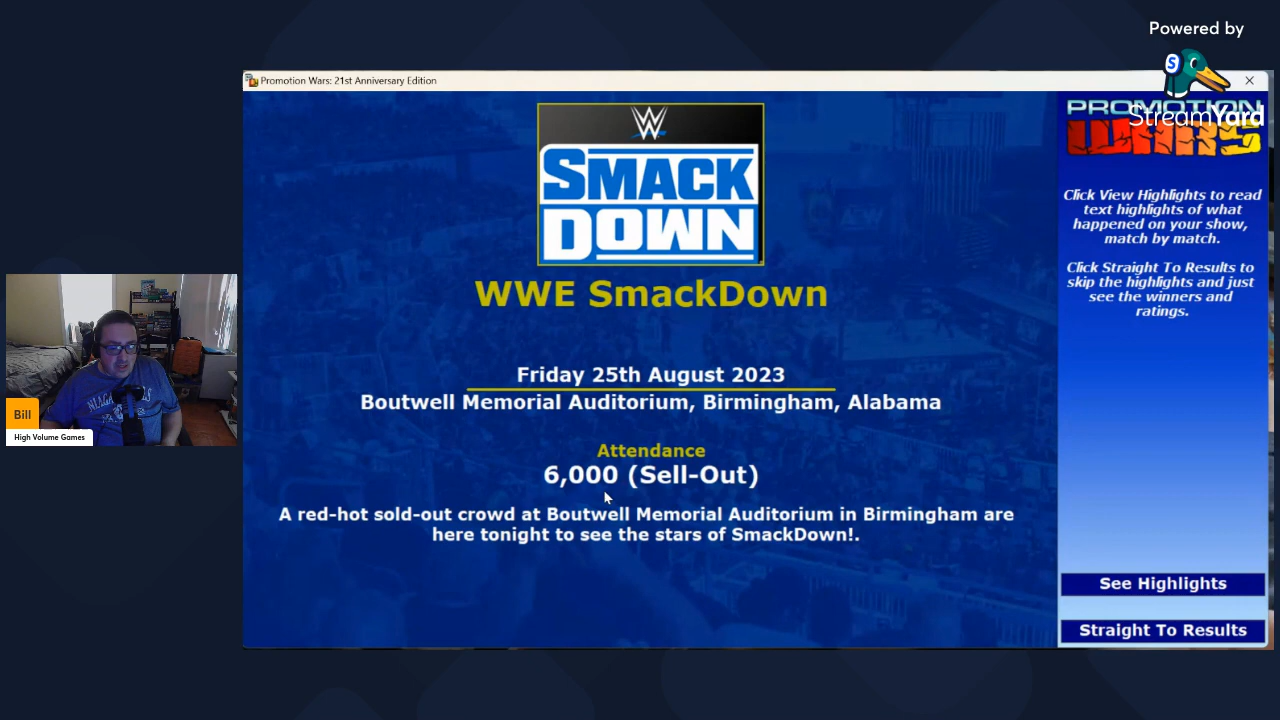 Powered by
StreamYard
Promotion Wars: 21st Anniversary Edition
W
SMACK
DOWN
WWE SmackDown
Friday 25th August 2023
Boutwell Memorial Auditorium, Birmingham, Alabama
Attendance
6,000 (Sell-Out)
A red-hot sold-out crowd at Boutwell Memorial Auditorium in Birmingham are
here tonight to see the stars of SmackDown!.
PROMOTION
WARS
Click View Highlights to read
text highlights of what
happened on your show,
match by match.
Click Straight To Results to
skip the highlights and just
see the winners and
ratings.
See Highlights
Straight To Results
Bill
High Volume Games